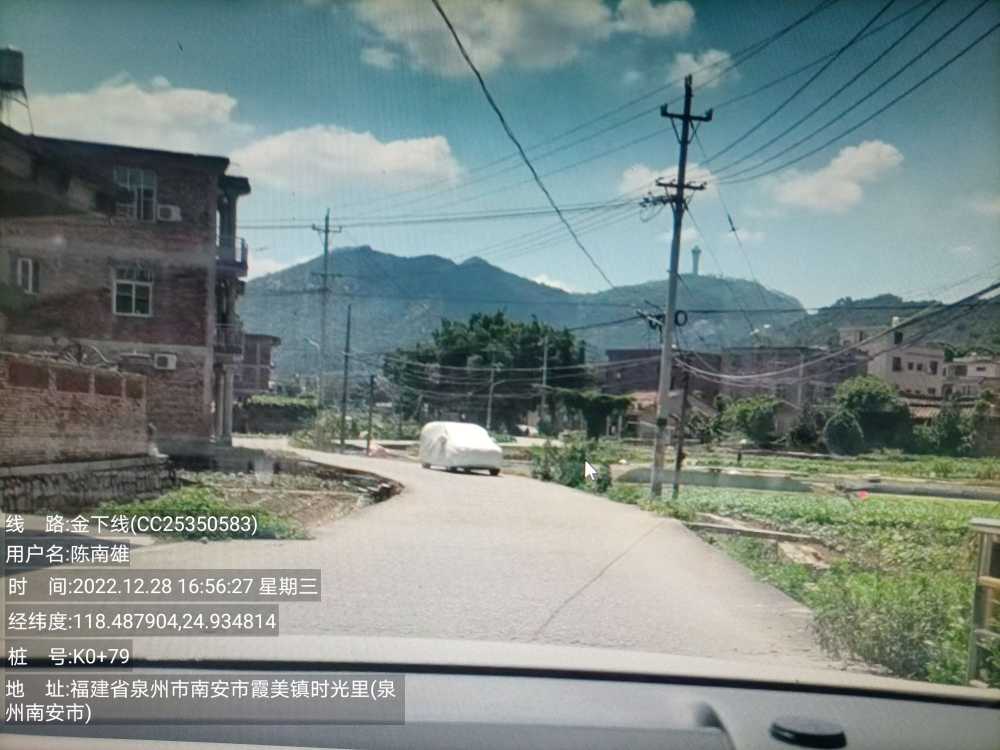 线 路:金下线(CC25350583)
用户名:陈南雄
时 间:2022.12.28 16:56:27 星期三
经纬度:118.487904,24.934814
桩 号:K0+79
地 址:福建省泉州市南安市霞美镇时光里(泉
州南安市)